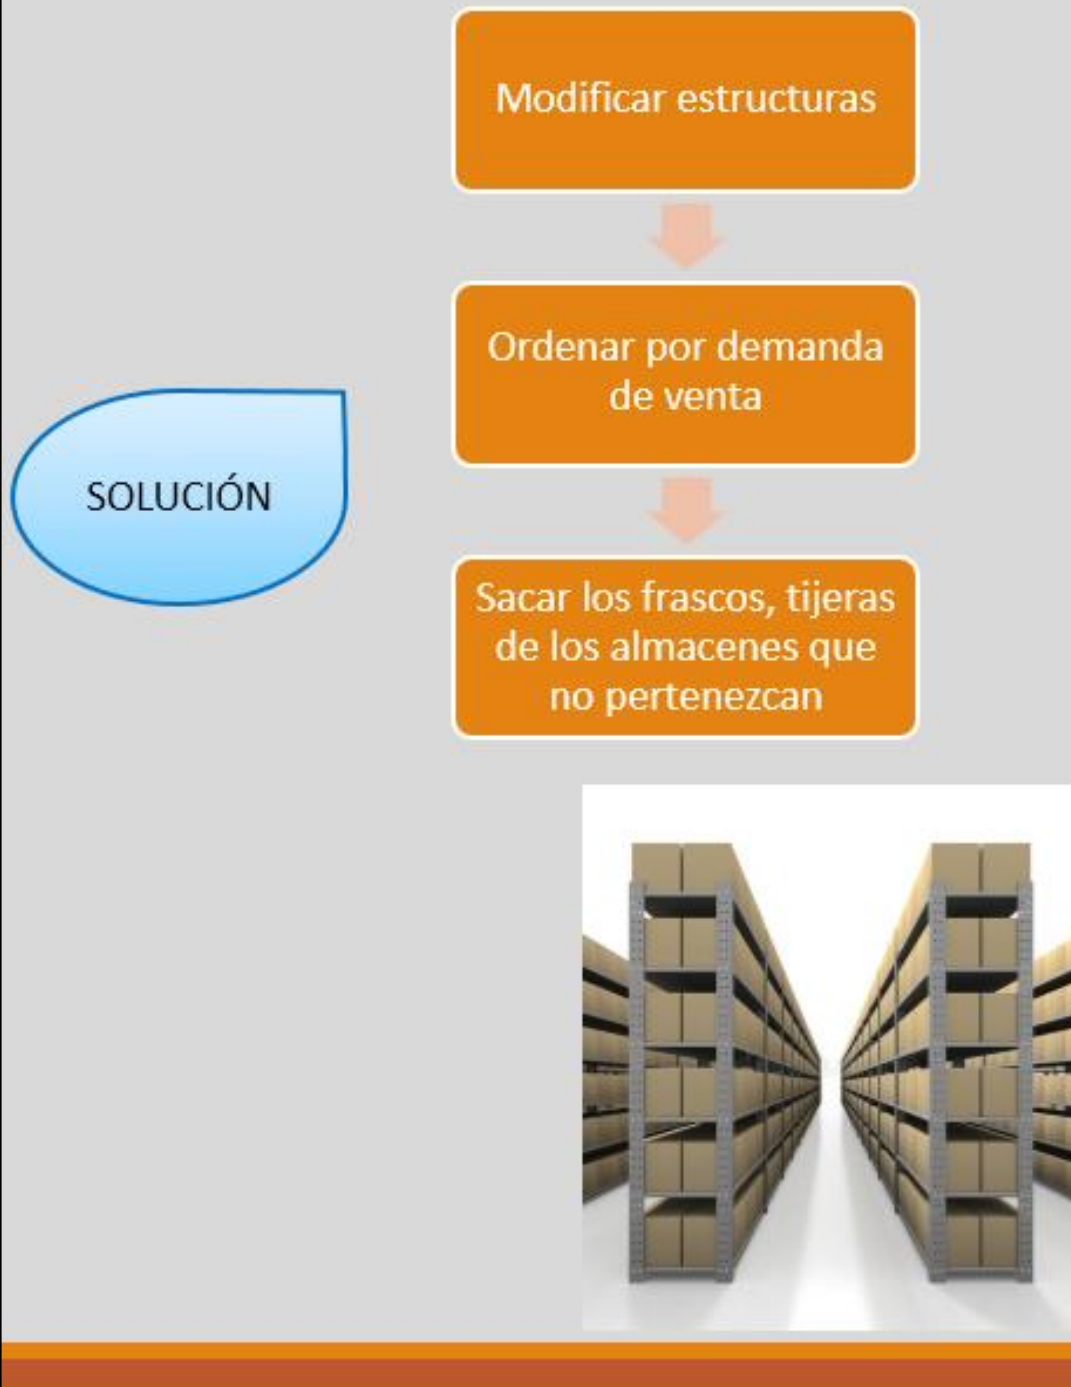 Modificar estructuras
Ordenar por demanda
de venta
SOLUCIÓN
Sacar los frascos, tijeras
de los almacenes que
no pertenezcan